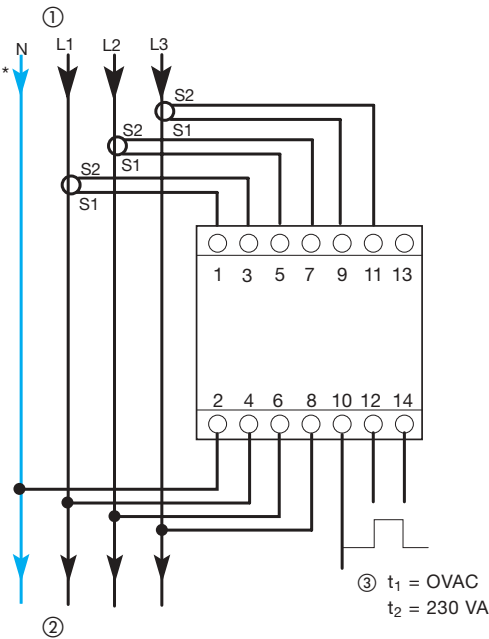 ①
N L1 L2 L3
*
S2
S1
S2
S1
S2
S1
1 3 5 7 9 11 13
2 4 6 8 10 12 14
③ t₁ = OVAC
t₂ = 230 VA
②